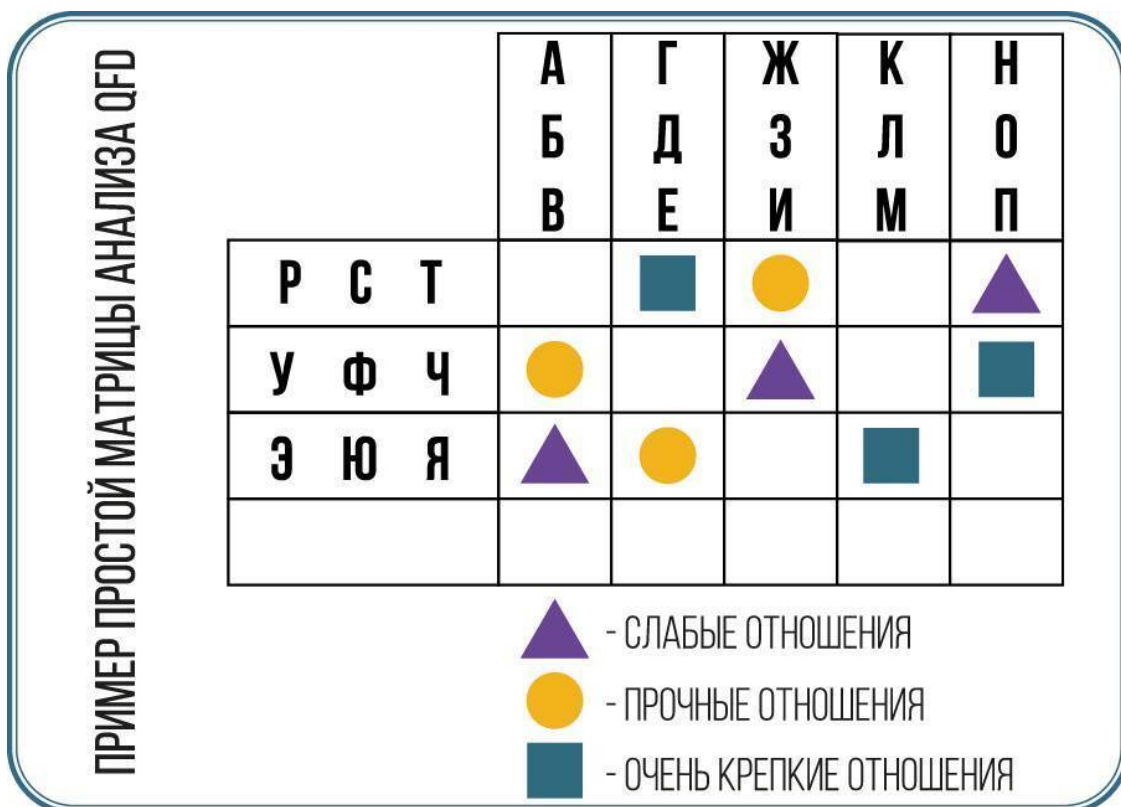 ПРИМЕР ПРОСТОЙ МАТРИЦЫ АНАЛИЗА QFD
А Г Ж К Н
Б Д З Л О
В Е И М П
Р С Т
У Ф Ч
Э Ю Я
- СЛАБЫЕ ОТНОШЕНИЯ
- ПРОЧНЫЕ ОТНОШЕНИЯ
- ОЧЕНЬ КРЕПКИЕ ОТНОШЕНИЯ